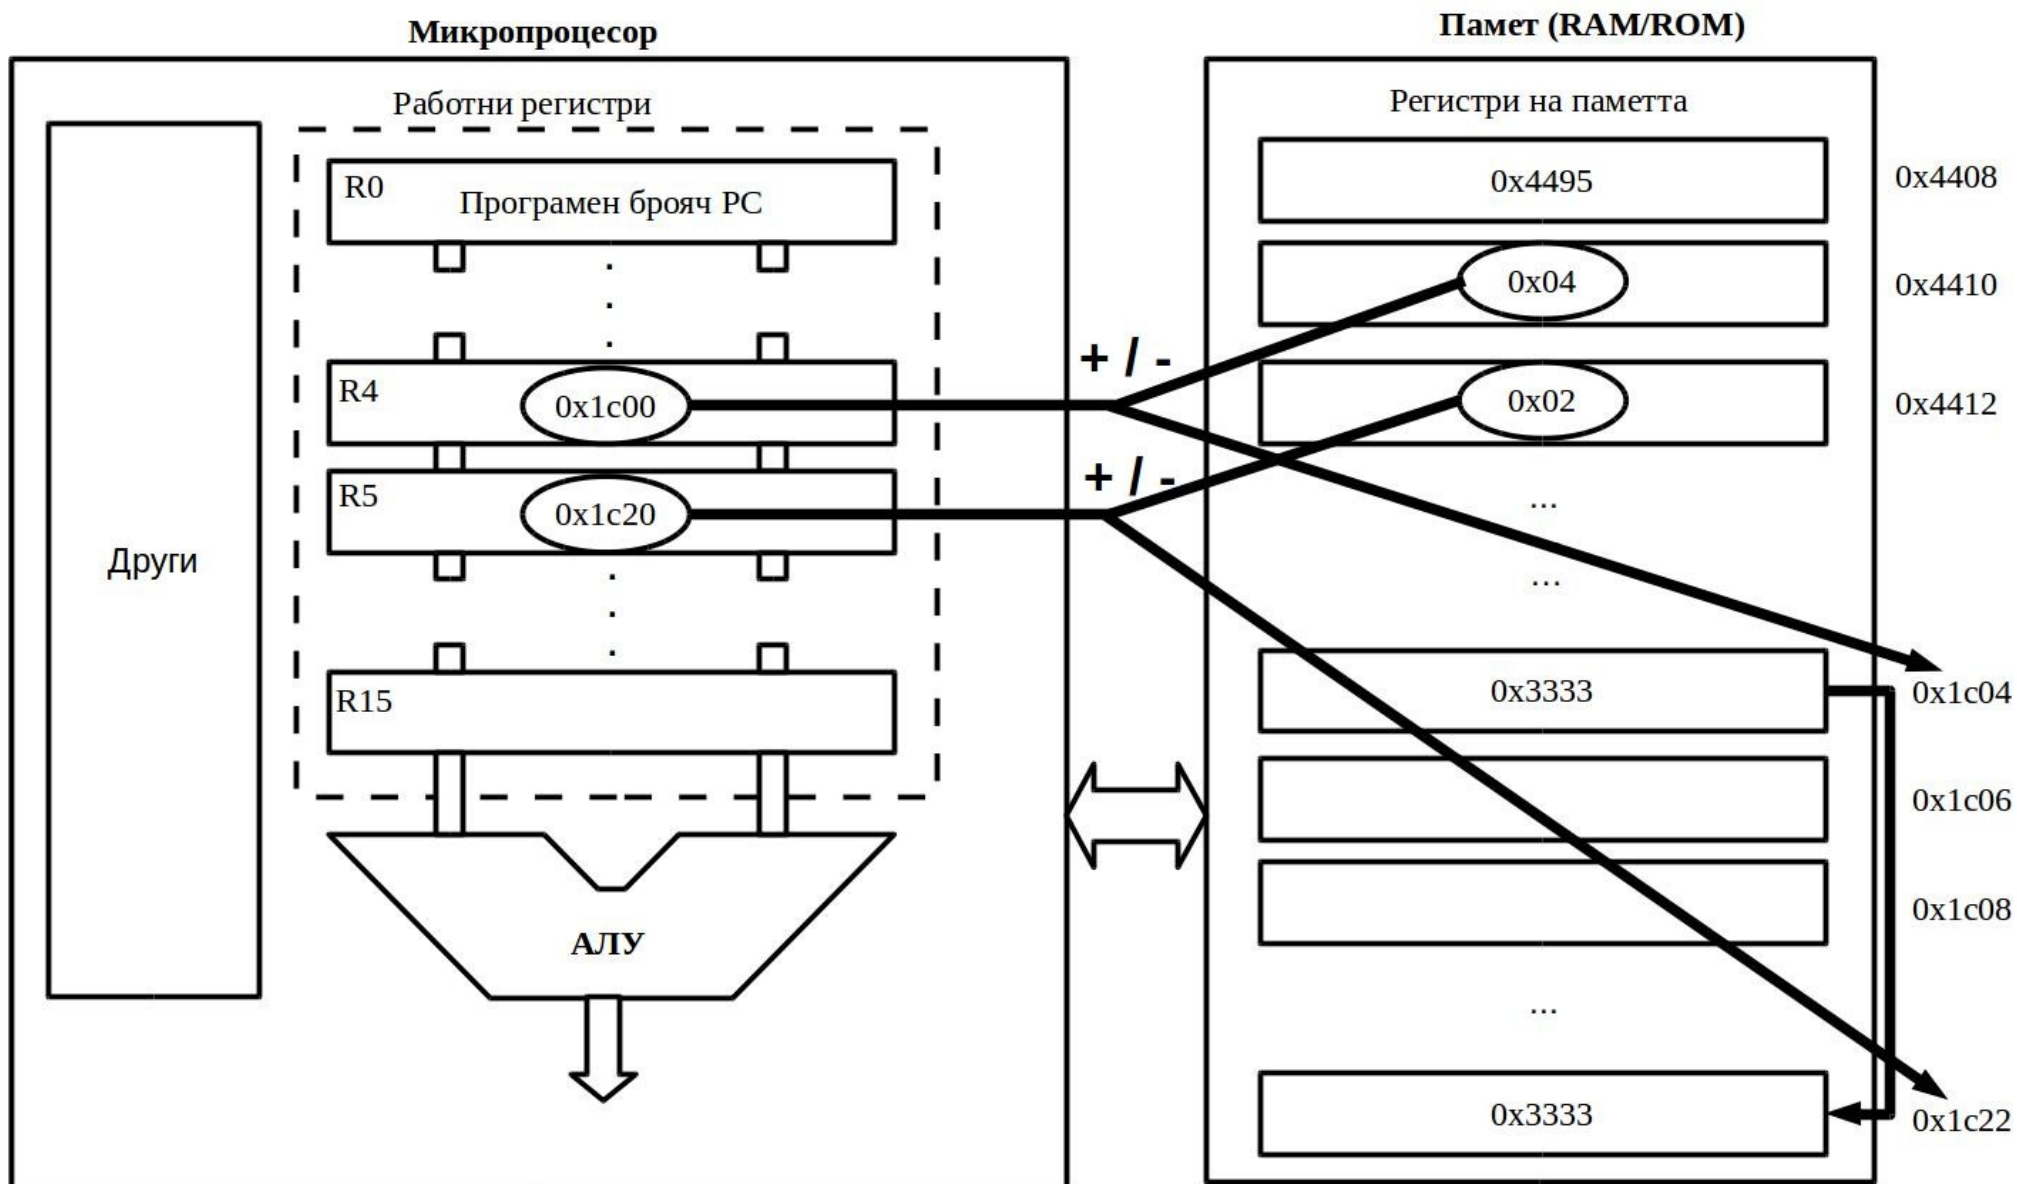 Микропроцесор
Работни регистри
Други
R0
Програмен брояч PC
.
.
.
R4
0x1c00
R5
0x1c20
.
.
.
R15
АЛУ
+ / -
+ / -
Памет (RAM/ROM)
Регистри на паметта
0x4495
0x4408
0x04
0x4410
0x02
0x4412
...
...
0x3333
0x1c04
0x1c06
0x1c08
...
0x3333
0x1c22